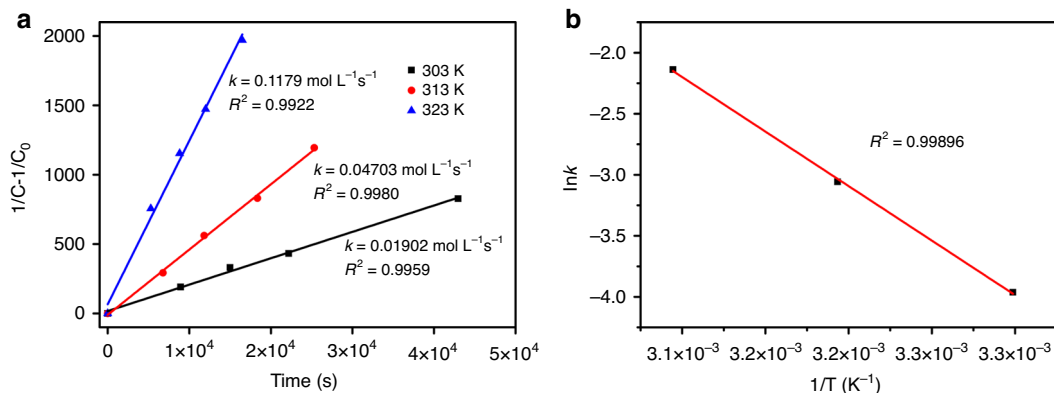 a
2000
1500
1000
500
0
1/C-1/C₀
k = 0.1179 mol L⁻¹s⁻¹
R² = 0.9922
303 K
313 K
323 K
k = 0.04703 mol L⁻¹s⁻¹
R² = 0.9980
k = 0.01902 mol L⁻¹s⁻¹
R² = 0.9959
0 1×10⁴ 2×10⁴ 3×10⁴ 4×10⁴ 5×10⁴
Time (s)
b
−2.0
−2.5
−3.0
−3.5
−4.0
lnk
R² = 0.99896
3.1×10⁻³ 3.2×10⁻³ 3.2×10⁻³ 3.3×10⁻³ 3.3×10⁻³
1/T (K⁻¹)